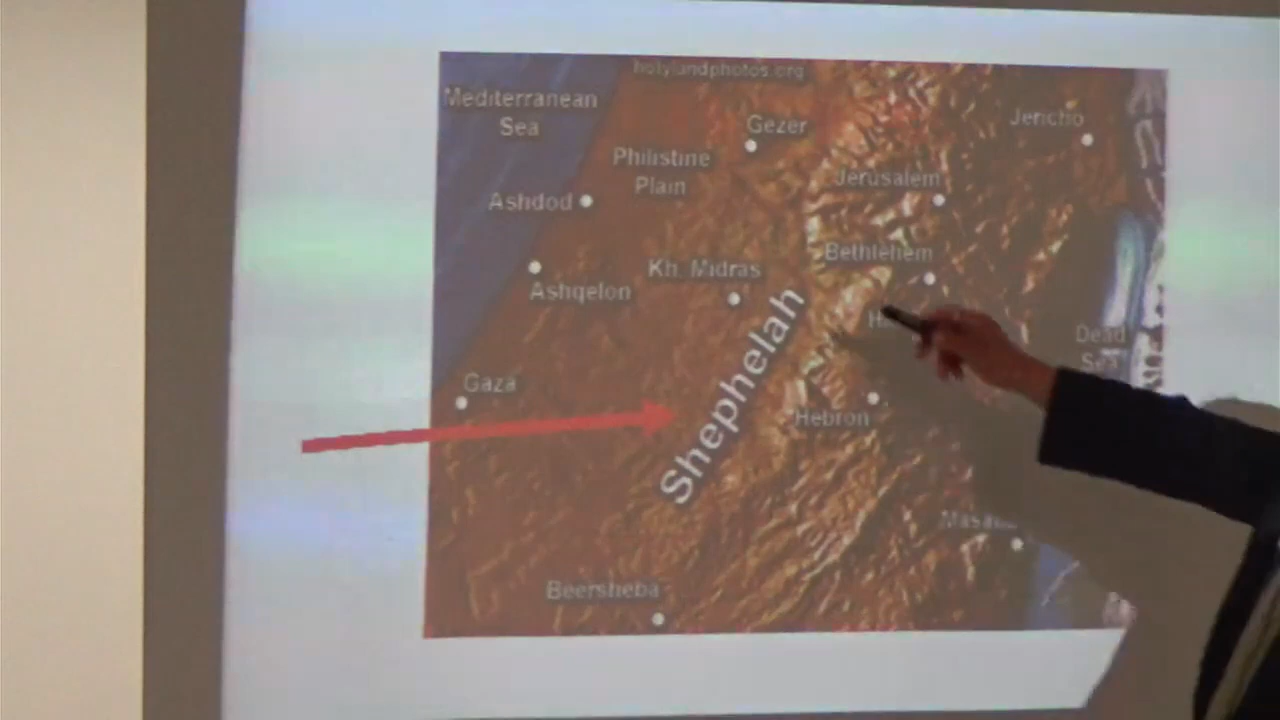 holylandphotos.org
Mediterranean
Sea
Gezer
Jericho
Philistine
Plain
Jerusalem
Ashdod
Bethlehem
Kh. Midras
Ashqelon
Dead
Sea
Shephelah
Gaza
Hebron
Beersheba